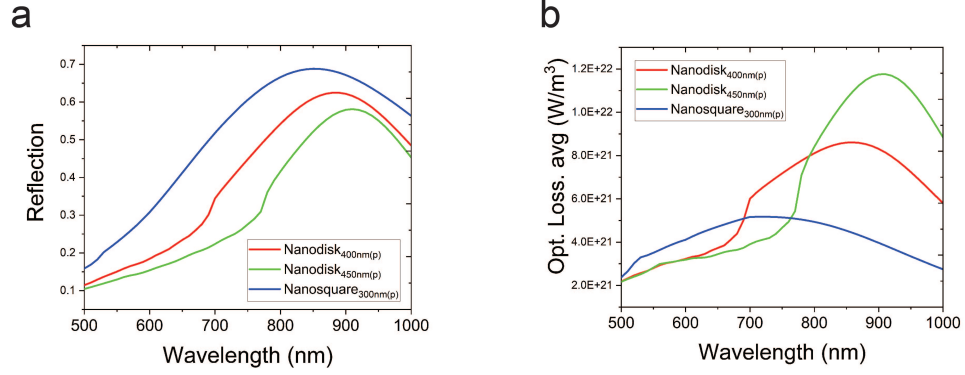 a
Reflection
0.7
0.6
0.5
0.4
0.3
0.2
0.1
Nanodisk400nm(p)
Nanodisk450nm(p)
Nanosquare300nm(p)
500 600 700 800 900 1000
Wavelength (nm)
b
Opt. Loss. avg (W/m³)
1.2E+22
1.0E+22
8.0E+21
6.0E+21
4.0E+21
2.0E+21
Nanodisk400nm(p)
Nanodisk450nm(p)
Nanosquare300nm(p)
500 600 700 800 900 1000
Wavelength (nm)